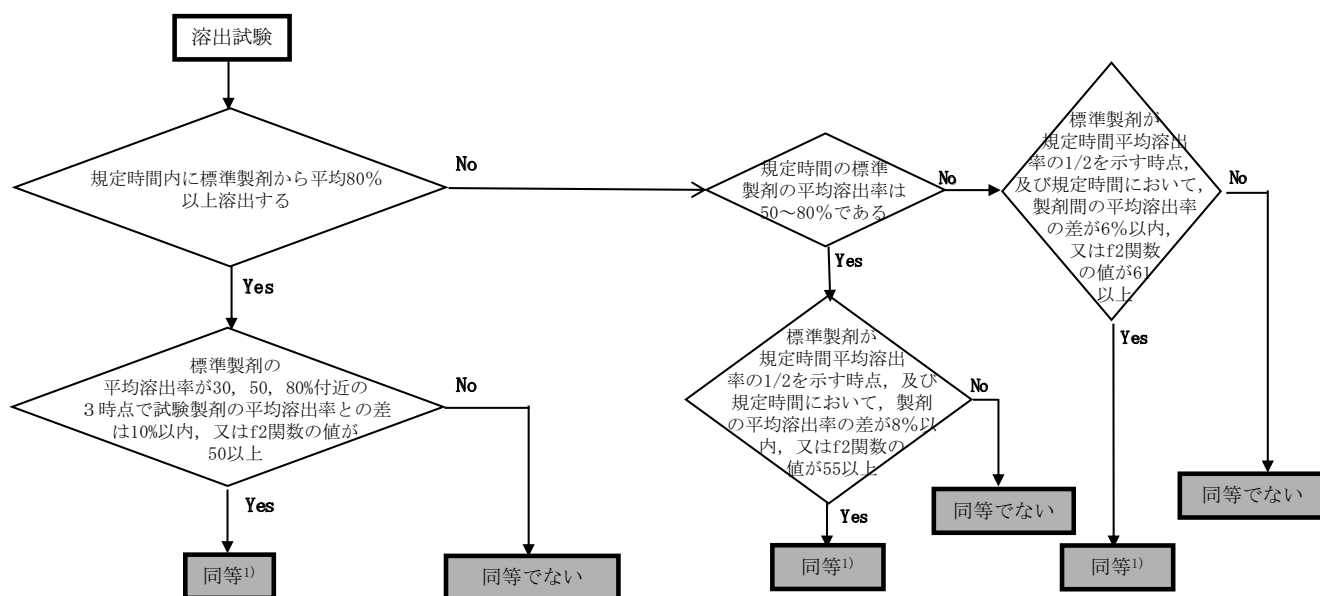 溶出試験
規定時間内に標準製剤から平均80%
以上溶出する
No
Yes
標準製剤の
平均溶出率が30，50，80%付近の
３時点で試験製剤の平均溶出率との差
は10%以内，又はf2関数の値が
50以上
No
Yes
同等1)
同等でない
規定時間の標準
製剤の平均溶出率は
50～80%である
No
Yes
標準製剤が
規定時間平均溶出
率の1/2を示す時点，及び
規定時間において，製剤
の平均溶出率の差が8%以
内，又はf2関数の
値が55以上
No
Yes
同等1)
同等でない
標準製剤が
規定時間平均溶出
率の1/2を示す時点，
及び規定時間において，
製剤間の平均溶出率
の差が6%以内，
又はf2関数
の値が61
以上
No
Yes
同等1)
同等でない